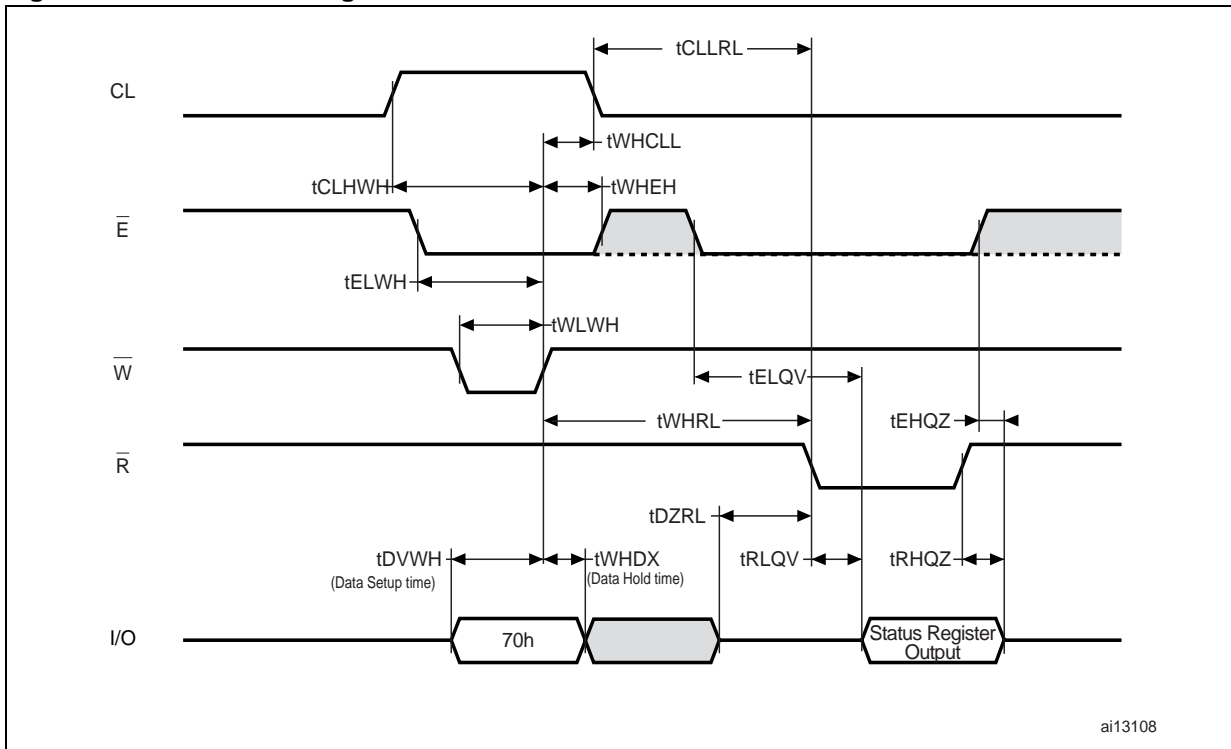 tCLLRL
CL
tWHCLL
tCLHWH
tWHEH
E
tELWH
tWLWH
W
tELQV
tWHRL
tEHQZ
R
tDZRL
tDVWH
(Data Setup time)
tWHDX
(Data Hold time)
tRLQV
tRHQZ
I/O
70h
Status Register
Output
ai13108